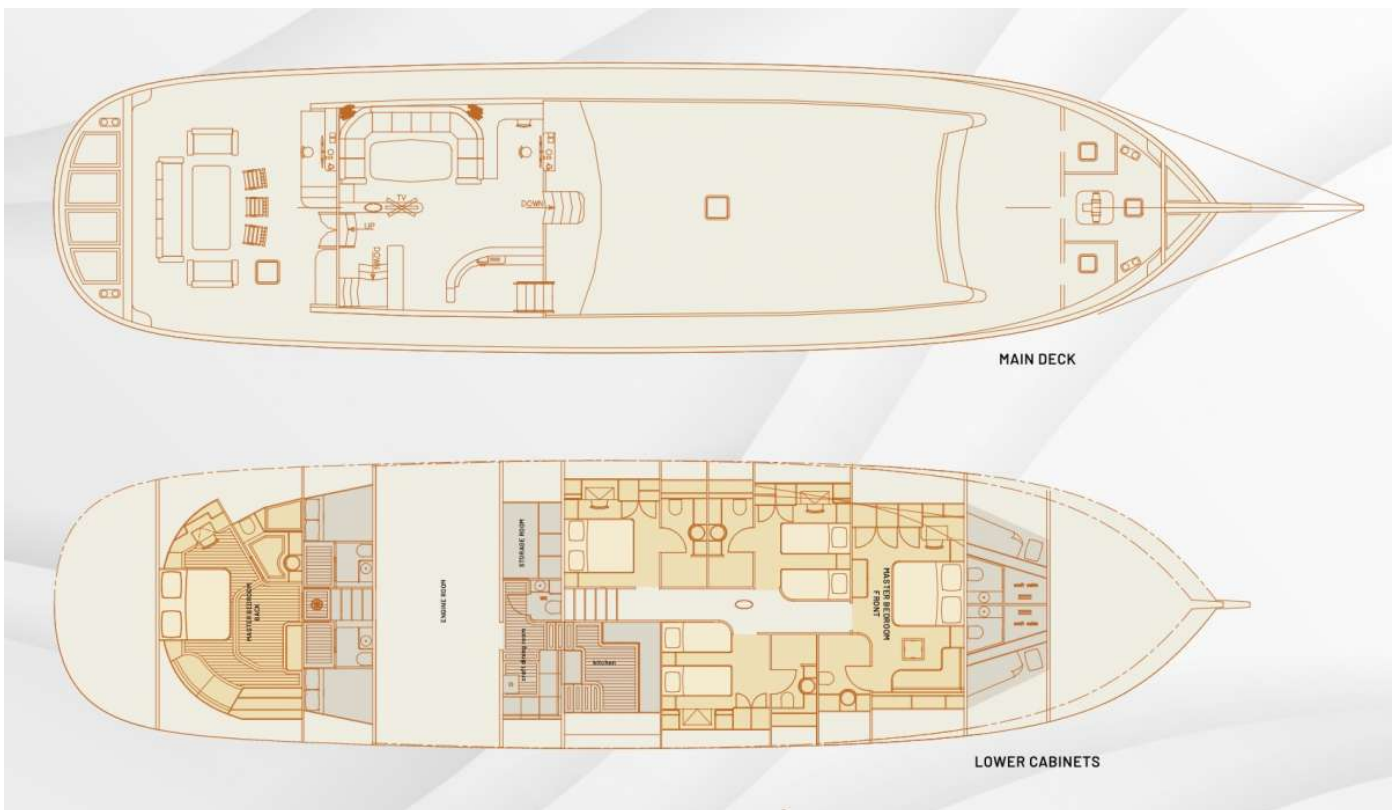 TV
UP
DOWN
DOWN
MAIN DECK
MASTER BEDROOM
BACK
ENGINE ROOM
STORAGE ROOM
kitchen
MASTER BEDROOM
FRONT
LOWER CABINETS